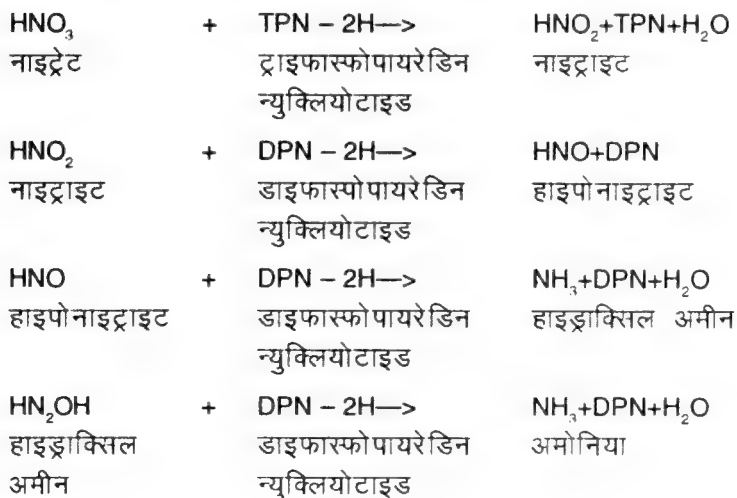 HNO₃ + TPN – 2H—> HNO₂+TPN+H₂O
नाइट्रेट ट्राइफास्फोपायरेडिन नाइट्राइट
न्युक्लियोटाइड
HNO₂ + DPN – 2H—> HNO+DPN
नाइट्राइट डाइफास्पोपायरेडिन हाइपोनाइट्राइट
न्युक्लियोटाइड
HNO + DPN – 2H—> NH₃+DPN+H₂O
हाइपोनाइट्राइट डाइफास्फोपायरेडिन हाइड्राक्सिल अमीन
न्युक्लियोटाइड
HN₂OH + DPN – 2H—> NH₃+DPN+H₂O
हाइड्राक्सिल डाइफास्फोपायरेडिन अमोनिया
अमीन न्युक्लियोटाइड